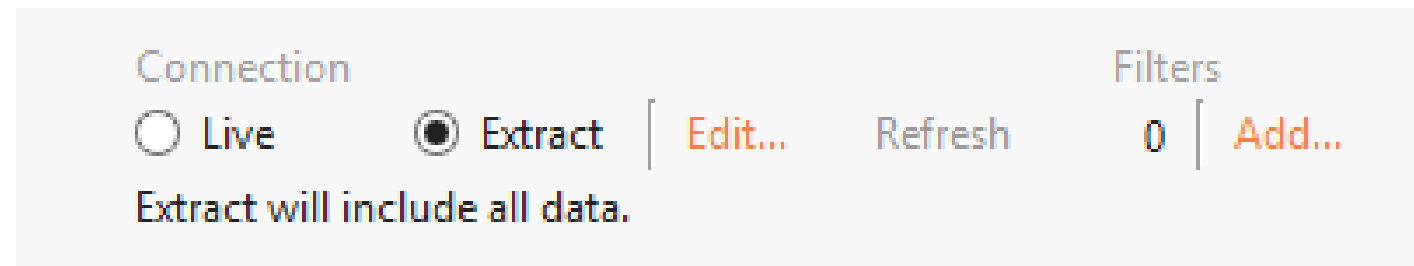 Connection Filters
Live Extract Edit... Refresh 0 Add...
Extract will include all data.